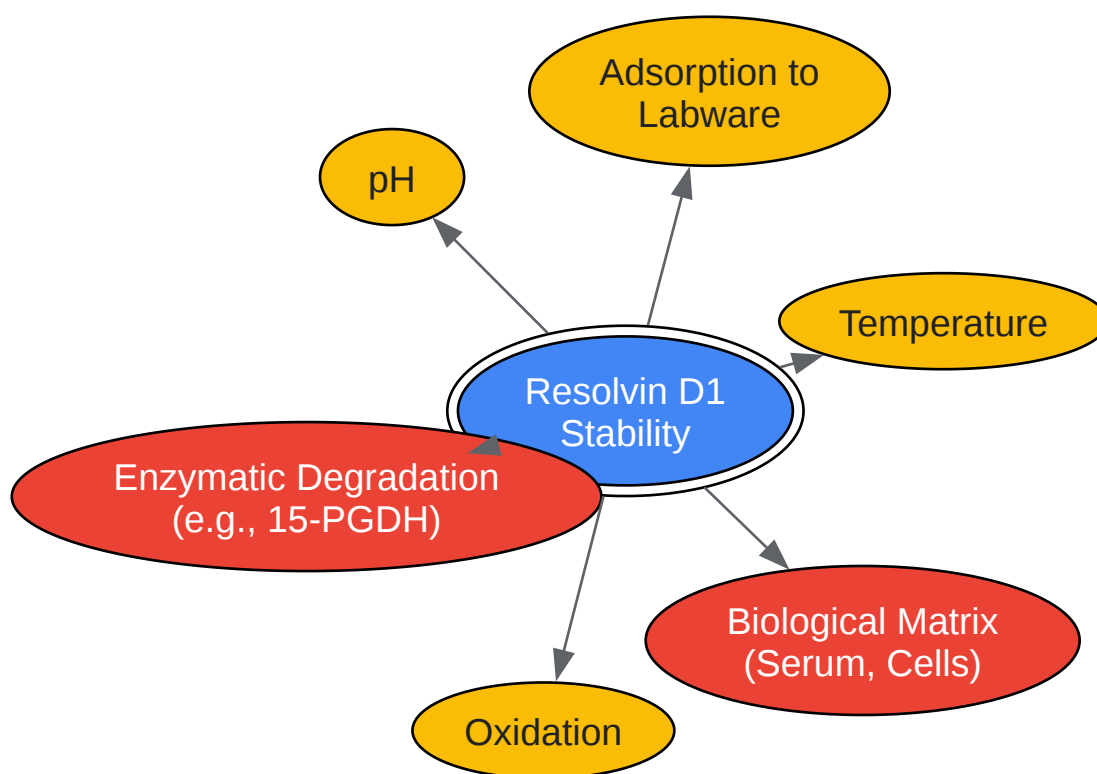 Adsorption to
Labware
pH
Temperature
Resolvin D1
Stability
Enzymatic Degradation
(e.g., 15-PGDH)
Biological Matrix
(Serum, Cells)
Oxidation